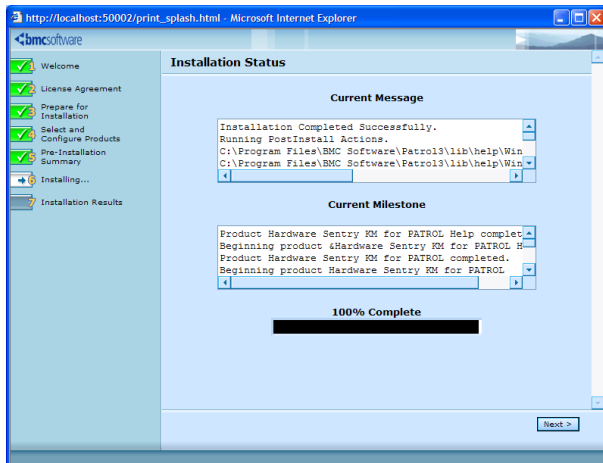 http://localhost:50002/print_splash.html - Microsoft Internet Explorer
bmcsoftware
1 Welcome
2 License Agreement
3 Prepare for
Installation
4 Select and
Configure Products
5 Pre-Installation
Summary
6 Installing...
7 Installation Results
Installation Status
Current Message
Installation Completed Successfully.
Running PostInstall Actions.
C:\Program Files\BMC Software\Patrol3\lib\help\Win
C:\Program Files\BMC Software\Patrol3\lib\help\Win
Current Milestone
Product Hardware Sentry KM for PATROL Help complet
Beginning product &Hardware Sentry KM for PATROL H
Product Hardware Sentry KM for PATROL completed.
Beginning product Hardware Sentry KM for PATROL
100% Complete
Next >